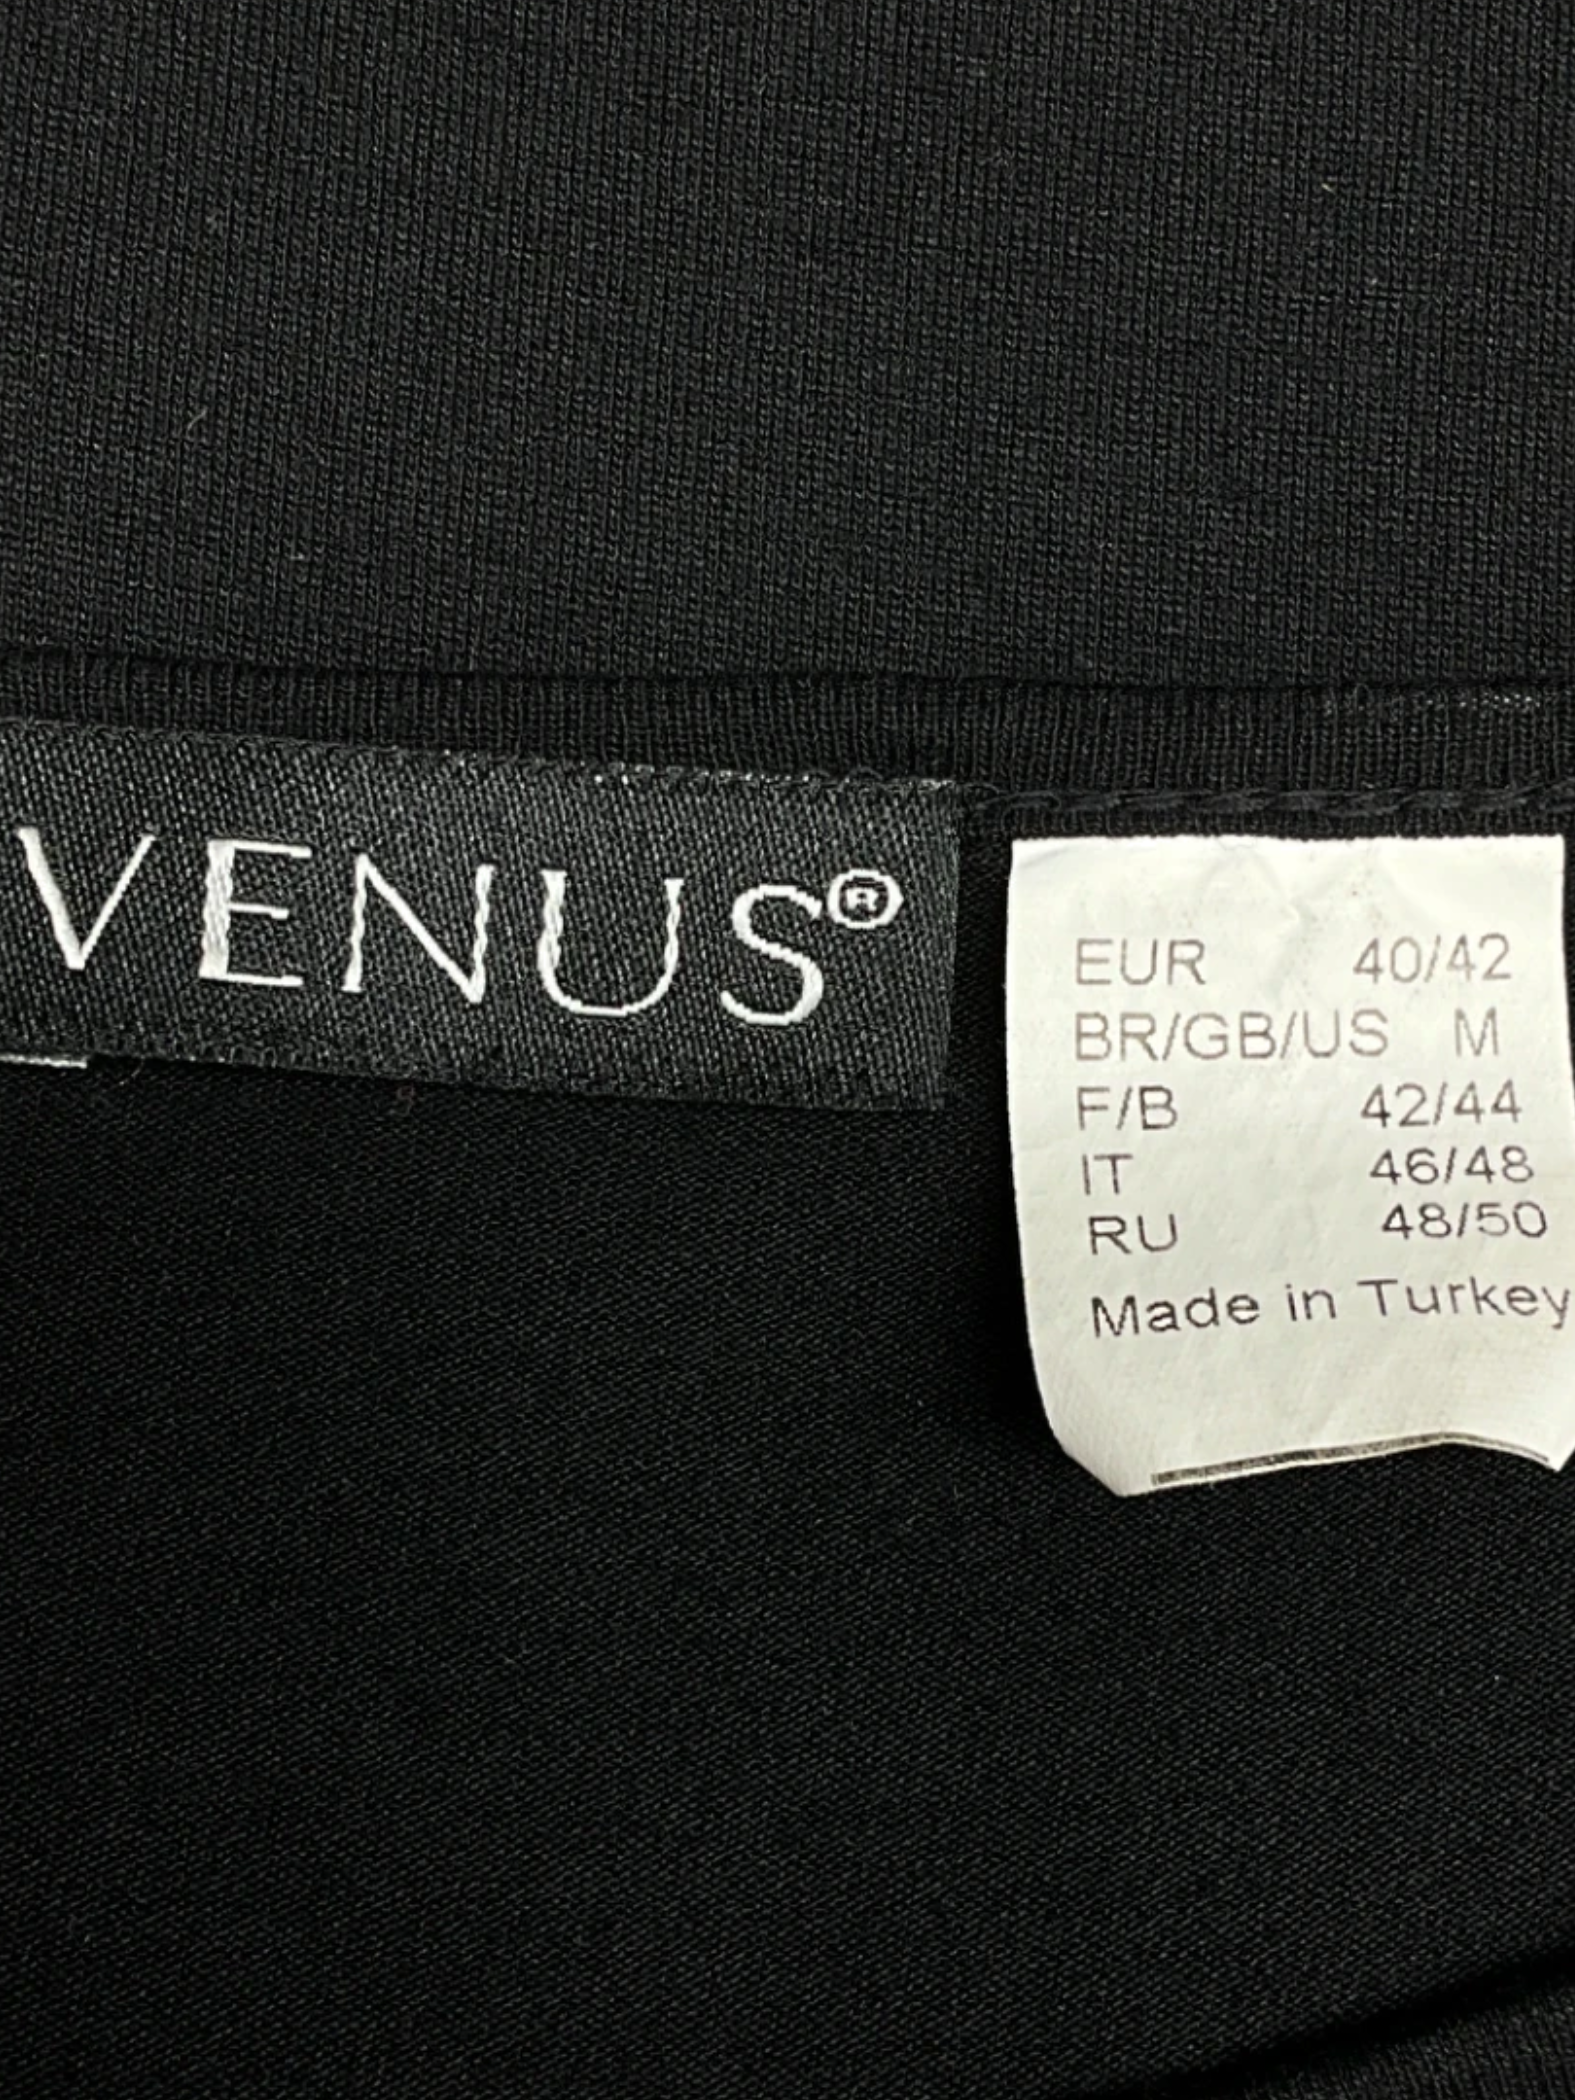 VENUS®
EUR 40/42
BR/GB/US M
F/B 42/44
IT 46/48
RU 48/50
Made in Turkey